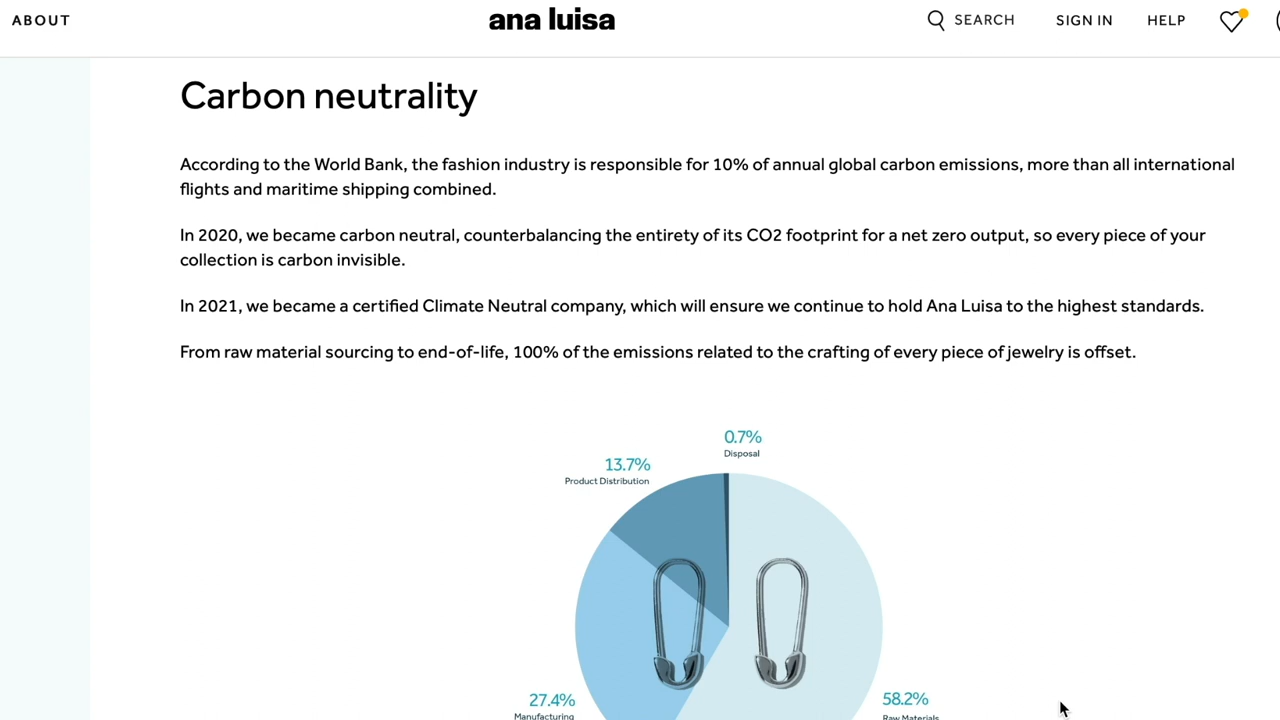 ABOUT
ana luisa
SEARCH
SIGN IN
HELP
Carbon neutrality
According to the World Bank, the fashion industry is responsible for 10% of annual global carbon emissions, more than all international
flights and maritime shipping combined.
In 2020, we became carbon neutral, counterbalancing the entirety of its CO2 footprint for a net zero output, so every piece of your
collection is carbon invisible.
In 2021, we became a certified Climate Neutral company, which will ensure we continue to hold Ana Luisa to the highest standards.
From raw material sourcing to end-of-life, 100% of the emissions related to the crafting of every piece of jewelry is offset.
0.7%
Disposal
13.7%
Product Distribution
27.4%
Manufacturing
58.2%
Raw Materials